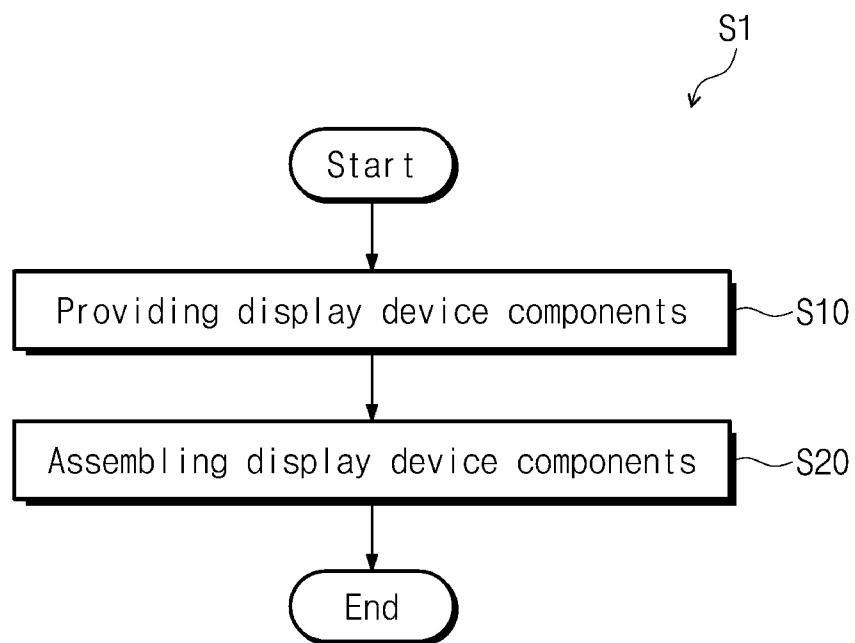 S1
Start
Providing display device components
S10
Assembling display device components
S20
End